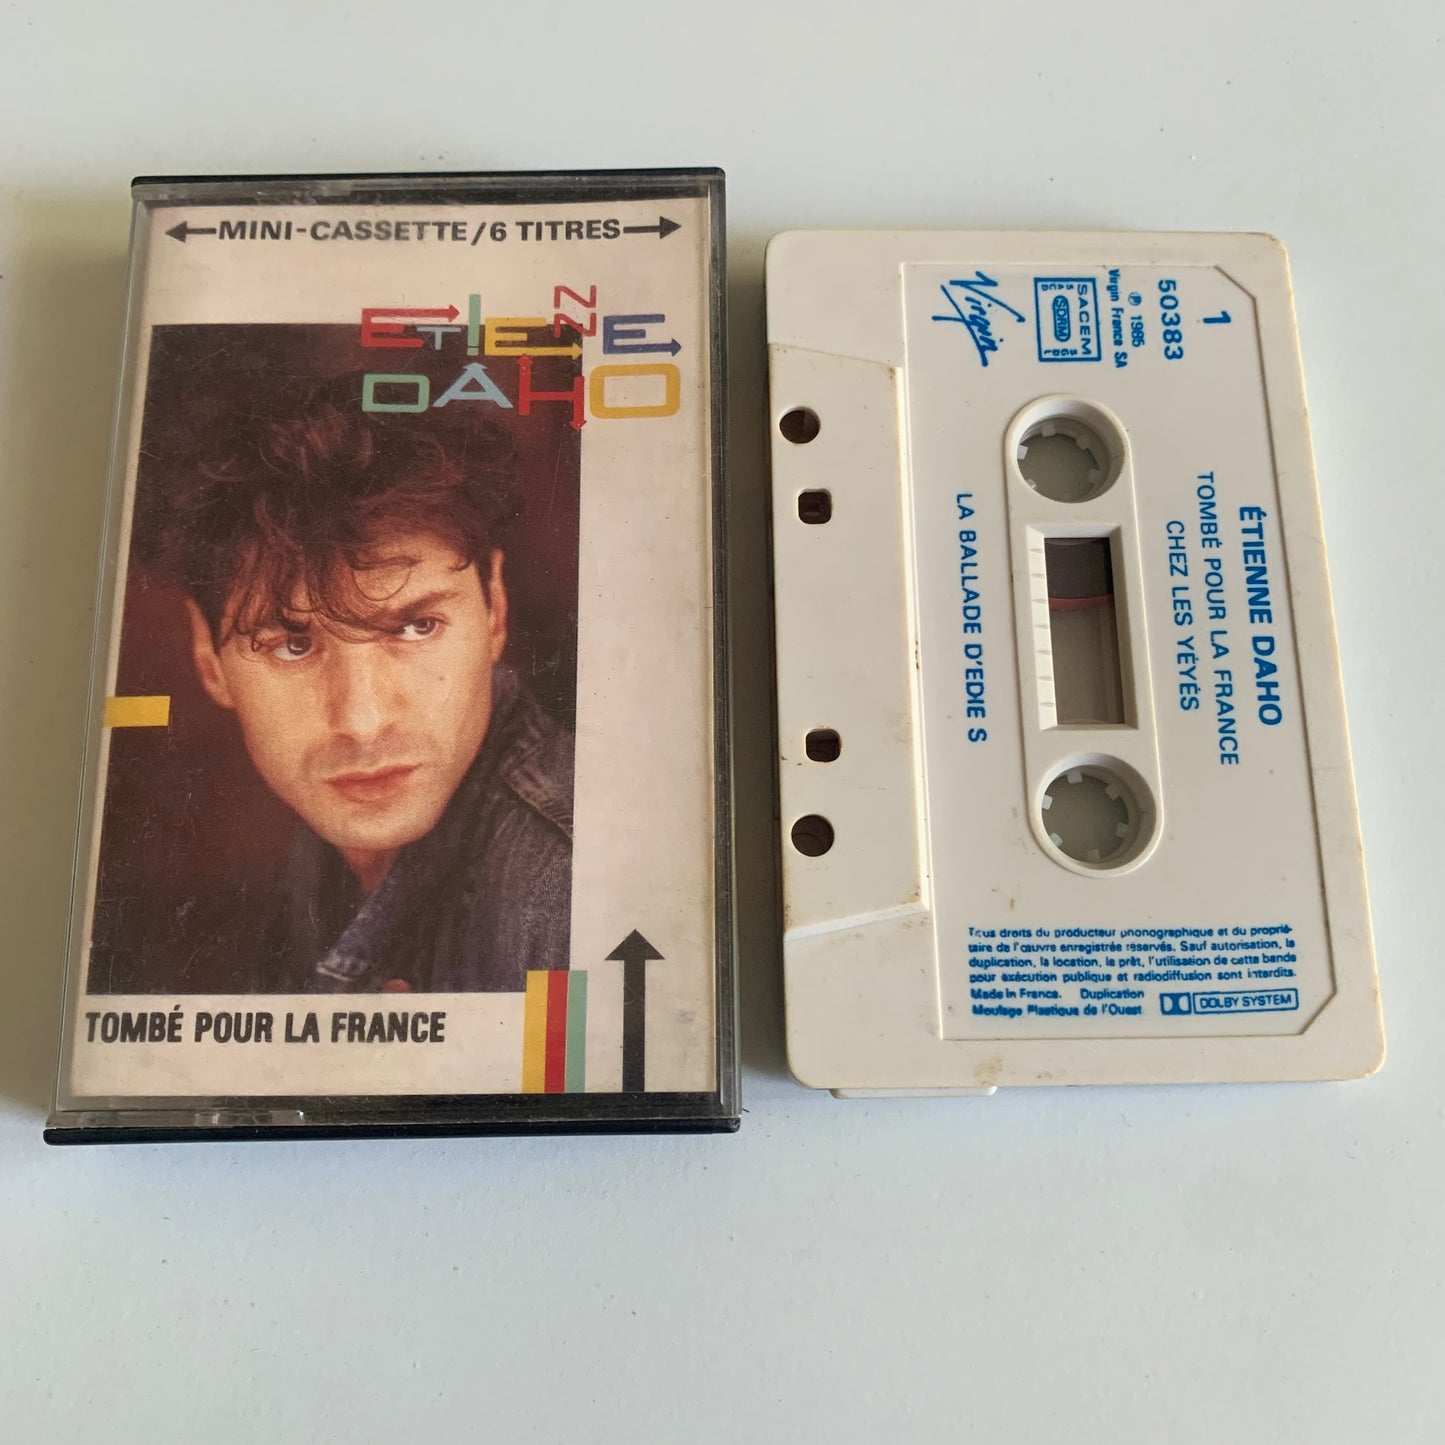 MINI-CASSETTE/6 TITRES
ETIENNE
DAHO
TOMBÉ POUR LA FRANCE
Virgin
SACEM
SDRM
SACD
SGDL
℗ 1985
Virgin France SA
50383
1
ÉTIENNE DAHO
TOMBÉ POUR LA FRANCE
CHEZ LES YÉYÉS
LA BALLADE D'EDIE S
Tous droits du producteur phonographique et du proprié-
taire de l'œuvre enregistrée réservés. Sauf autorisation, la
duplication, la location, le prêt, l'utilisation de cette bande
pour exécution publique et radiodiffusion sont interdits.
Made in France. Duplication
Moulage Plastique de l'Ouest
DOLBY SYSTEM